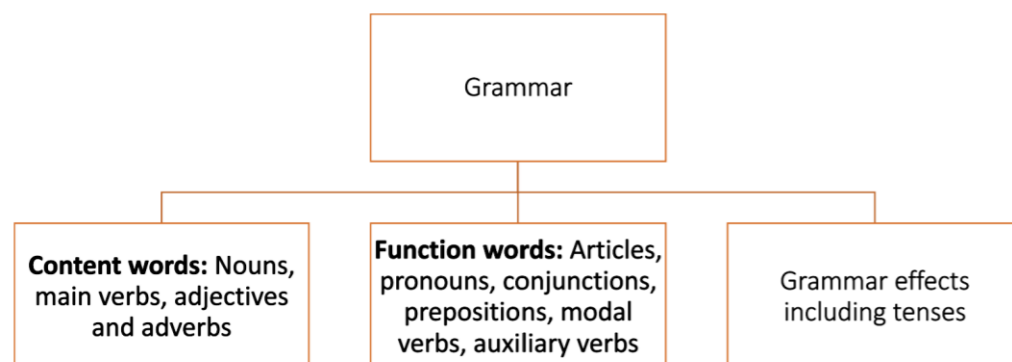 Grammar
Content words: Nouns,
main verbs, adjectives
and adverbs
Function words: Articles,
pronouns, conjunctions,
prepositions, modal
verbs, auxiliary verbs
Grammar effects
including tenses